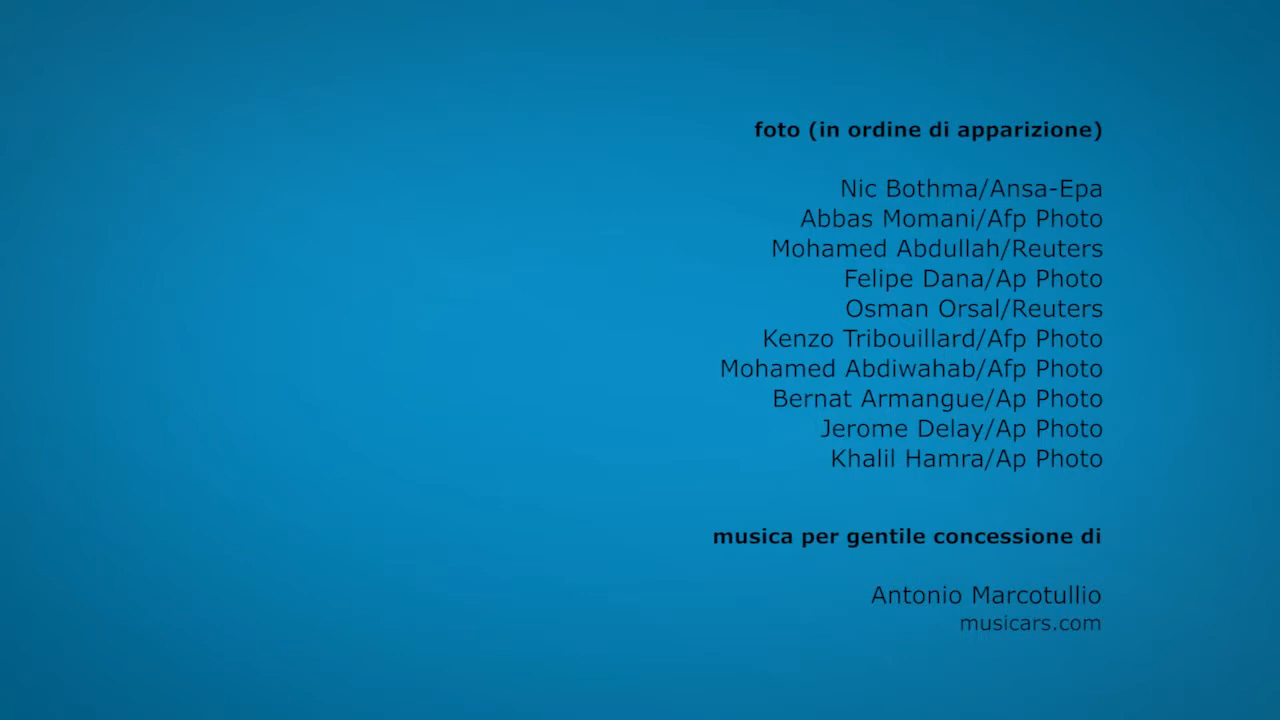 foto (in ordine di apparizione)
Nic Bothma/Ansa-Epa
Abbas Momani/Afp Photo
Mohamed Abdullah/Reuters
Felipe Dana/Ap Photo
Osman Orsal/Reuters
Kenzo Tribouillard/Afp Photo
Mohamed Abdiwahab/Afp Photo
Bernat Armangue/Ap Photo
Jerome Delay/Ap Photo
Khalil Hamra/Ap Photo
musica per gentile concessione di
Antonio Marcotullio
musicars.com